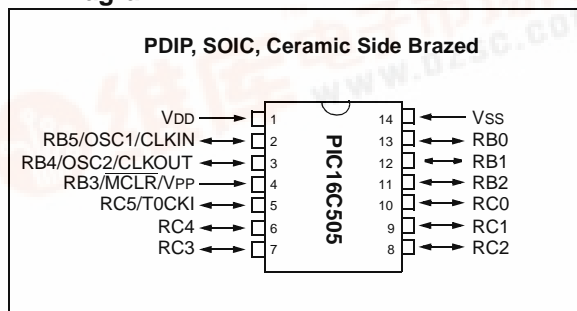 PDIP, SOIC, Ceramic Side Brazed
VDD 1 14 VSS
RB5/OSC1/CLKIN 2 13 RB0
RB4/OSC2/CLKOUT 3 12 RB1
RB3/MCLR/VPP 4 11 RB2
RC5/T0CKI 5 10 RC0
RC4 6 9 RC1
RC3 7 8 RC2
PIC16C505